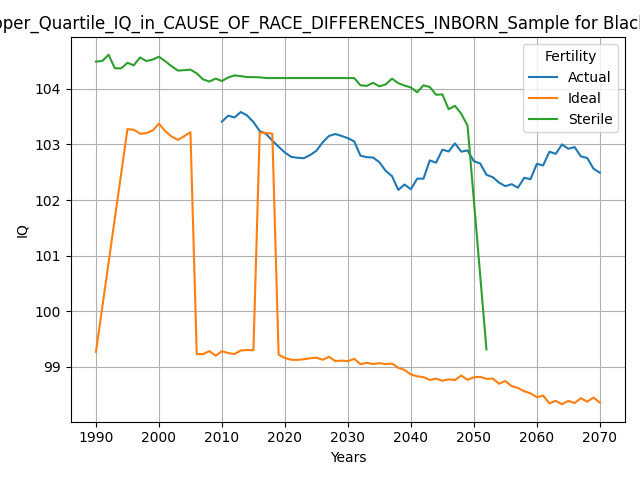 pper_Quartile_IQ_in_CAUSE_OF_RACE_DIFFERENCES_INBORN_Sample for Black
Fertility
Actual
Ideal
Sterile
104
103
102
101
100
99
IQ
1990 2000 2010 2020 2030 2040 2050 2060 2070
Years